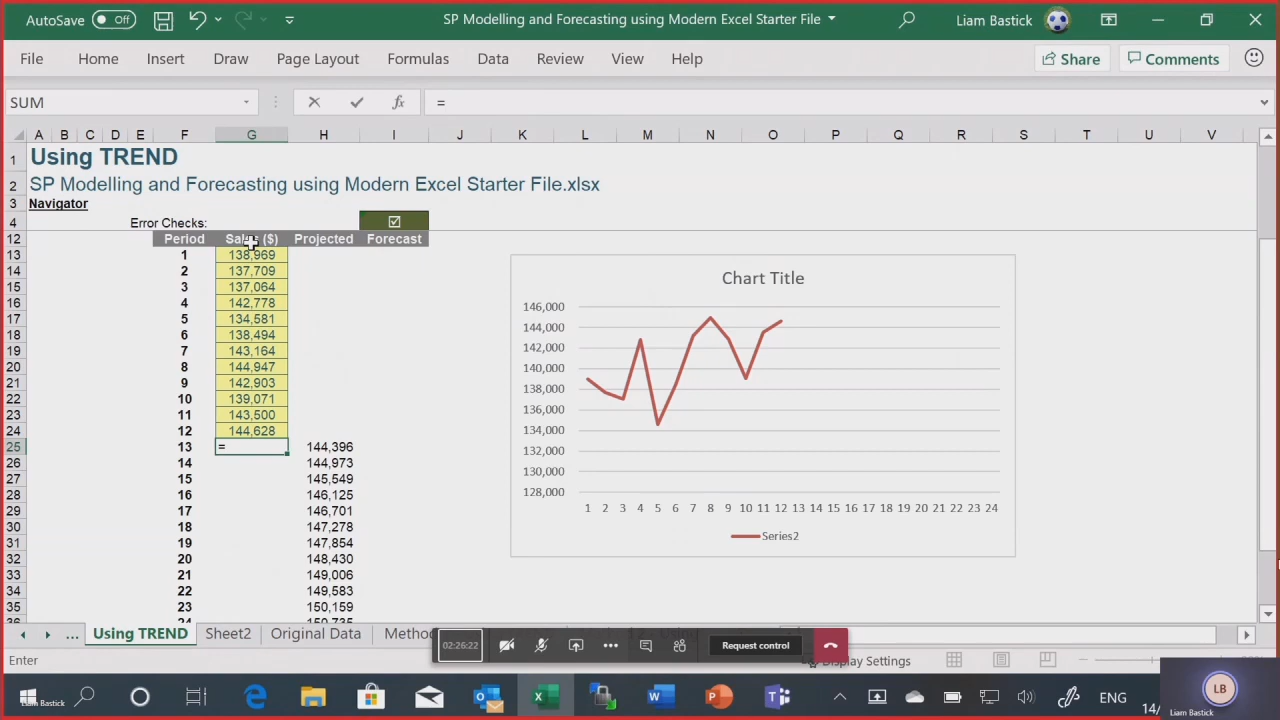 AutoSave Off SP Modelling and Forecasting using Modern Excel Starter File Liam Bastick
File Home Insert Draw Page Layout Formulas Data Review View Help Share Comments
SUM fx =
A B C D E F G H I J K L M N O P Q R S T U V
1 Using TREND
2 SP Modelling and Forecasting using Modern Excel Starter File.xlsx
3 Navigator
4 Error Checks:
12 Period Sales ($) Projected Forecast
13 1 138,969
14 2 137,709
15 3 137,064
16 4 142,778
17 5 134,581
18 6 138,494
19 7 143,164
20 8 144,947
21 9 142,903
22 10 139,071
23 11 143,500
24 12 144,628
25 13 = 144,396
26 14 144,973
27 15 145,549
28 16 146,125
29 17 146,701
30 18 147,278
31 19 147,854
32 20 148,430
33 21 149,006
34 22 149,583
35 23 150,159
36 24 150,735
Chart Title
146,000
144,000
142,000
140,000
138,000
136,000
134,000
132,000
130,000
128,000
1 2 3 4 5 6 7 8 9 10 11 12 13 14 15 16 17 18 19 20 21 22 23 24
Series2
... Using TREND Sheet2 Original Data
02:26:22 Request control
Enter Display Settings
Liam Bastick ENG 14/
LB
Liam Bastick